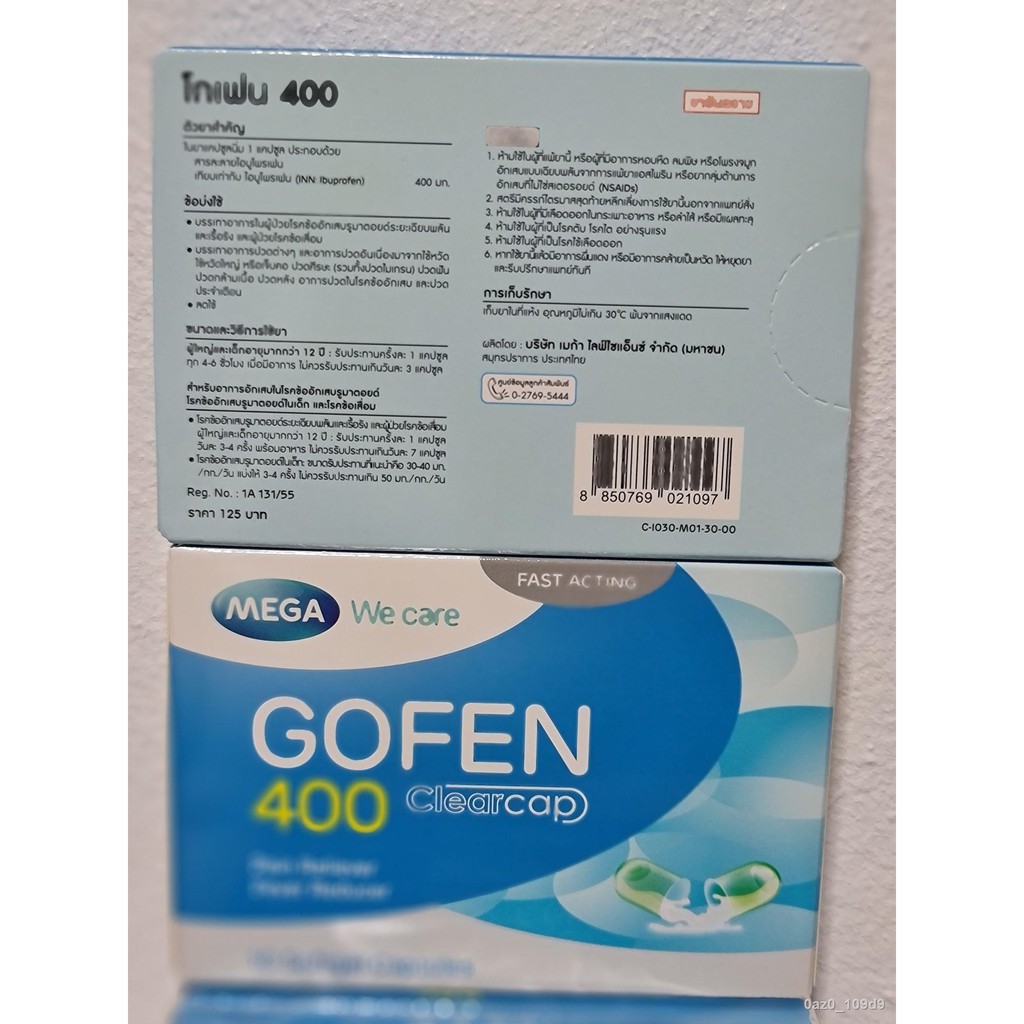 โกเฟน 400
ยาอันตราย
ตัวยาสำคัญ
ในยาแคปซูลนิ่ม 1 แคปซูล ประกอบด้วย
สารละลายไอบูโพรเฟน
เทียบเท่ากับ ไอบูโพรเฟน (INN: Ibuprofen) 400 มก.
ข้อบ่งใช้
• บรรเทาอาการในผู้ป่วยโรคข้ออักเสบรูมาตอยด์ระยะเฉียบพลัน
และเรื้อรัง และผู้ป่วยโรคข้อเสื่อม
• บรรเทาอาการปวดต่างๆ และอาการปวดอันเนื่องมาจากไข้หวัด
ไข้หวัดใหญ่ หรือเจ็บคอ ปวดศีรษะ (รวมทั้งปวดไมเกรน) ปวดฟัน
ปวดกล้ามเนื้อ ปวดหลัง อาการปวดในโรคข้ออักเสบ และปวด
ประจำเดือน
• ลดไข้
ขนาดและวิธีการใช้ยา
ผู้ใหญ่และเด็กอายุมากกว่า 12 ปี : รับประทานครั้งละ 1 แคปซูล
ทุก 4-6 ชั่วโมง เมื่อมีอาการ ไม่ควรรับประทานเกินวันละ 3 แคปซูล
สำหรับอาการอักเสบในโรคข้ออักเสบรูมาตอยด์
โรคข้ออักเสบรูมาตอยด์ในเด็ก และโรคข้อเสื่อม
• โรคข้ออักเสบรูมาตอยด์ระยะเฉียบพลันและเรื้อรัง และผู้ป่วยโรคข้อเสื่อม
ผู้ใหญ่และเด็กอายุมากกว่า 12 ปี : รับประทานครั้งละ 1 แคปซูล
วันละ 3-4 ครั้ง พร้อมอาหาร ไม่ควรรับประทานเกินวันละ 7 แคปซูล
• โรคข้ออักเสบรูมาตอยด์ในเด็ก: ขนาดรับประทานที่แนะนำคือ 30-40 มก.
/กก./วัน แบ่งให้ 3-4 ครั้ง ไม่ควรรับประทานเกิน 50 มก./กก./วัน
Reg. No. : 1A 131/55
ราคา 125 บาท
1. ห้ามใช้ในผู้ที่แพ้ยานี้ หรือผู้ที่มีอาการหอบหืด ลมพิษ หรือโพรงจมูก
อักเสบแบบเฉียบพลันจากการแพ้ยาแอสไพริน หรือยากลุ่มต้านการ
อักเสบที่ไม่ใช่สเตอรอยด์ (NSAIDs)
2. สตรีมีครรภ์ไตรมาสสุดท้ายหลีกเลี่ยงการใช้ยานี้นอกจากแพทย์สั่ง
3. ห้ามใช้ในผู้ที่มีเลือดออกในกระเพาะอาหาร หรือลำไส้ หรือมีแผลทะลุ
4. ห้ามใช้ในผู้ที่เป็นโรคตับ โรคไต อย่างรุนแรง
5. ห้ามใช้ในผู้ที่เป็นโรคไข้เลือดออก
6. หากใช้ยานี้แล้วมีอาการผื่นแดง หรือมีอาการคล้ายเป็นหวัด ให้หยุดยา
และรีบปรึกษาแพทย์ทันที
การเก็บรักษา
เก็บยาในที่แห้ง อุณหภูมิไม่เกิน 30°C พ้นจากแสงแดด
ผลิตโดย : บริษัท เมก้า ไลฟ์ไซแอ็นซ์ จำกัด (มหาชน)
สมุทรปราการ ประเทศไทย
ศูนย์ข้อมูลลูกค้าสัมพันธ์
0-2769-5444
8 850769 021097
C-I030-M01-30-00
FAST ACTING
MEGA We care
GOFEN
400 Clearcap
Pain Reliever
Fever Reducer
10 Softgel Capsules
0az0_109d9